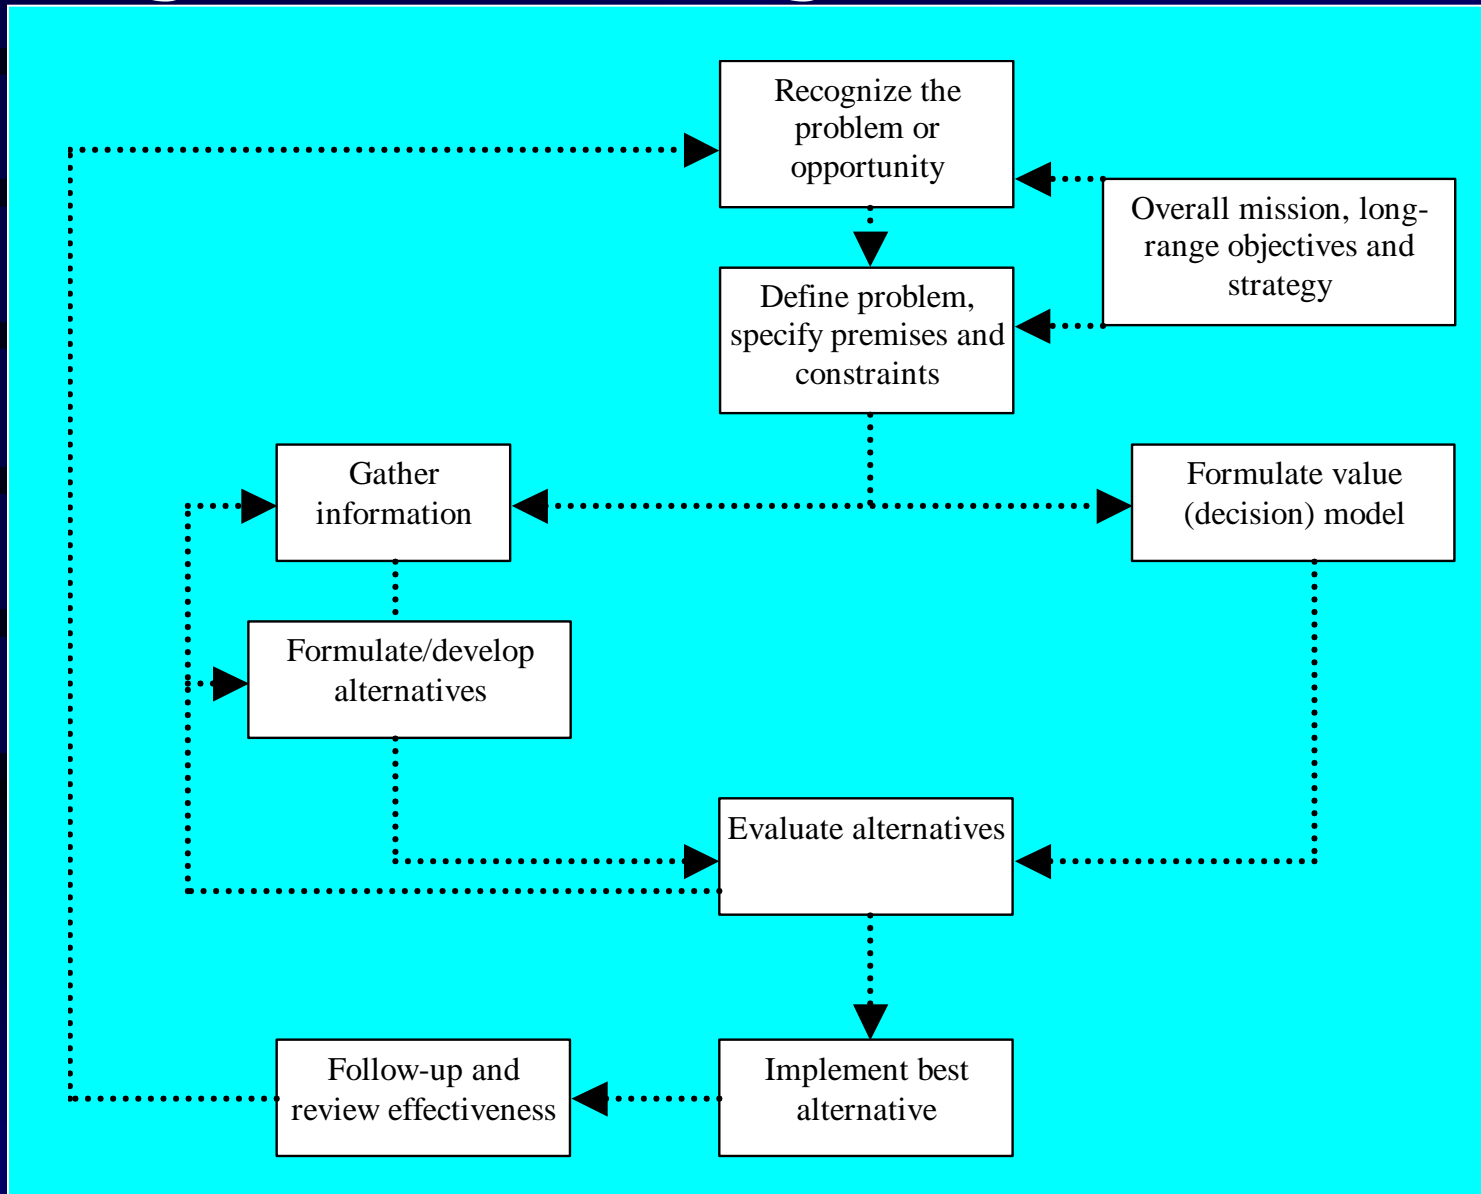 Recognize the
problem or
opportunity
Overall mission, long-
range objectives and
strategy
Define problem,
specify premises and
constraints
Gather
information
Formulate value
(decision) model
Formulate/develop
alternatives
Evaluate alternatives
Follow-up and
review effectiveness
Implement best
alternative